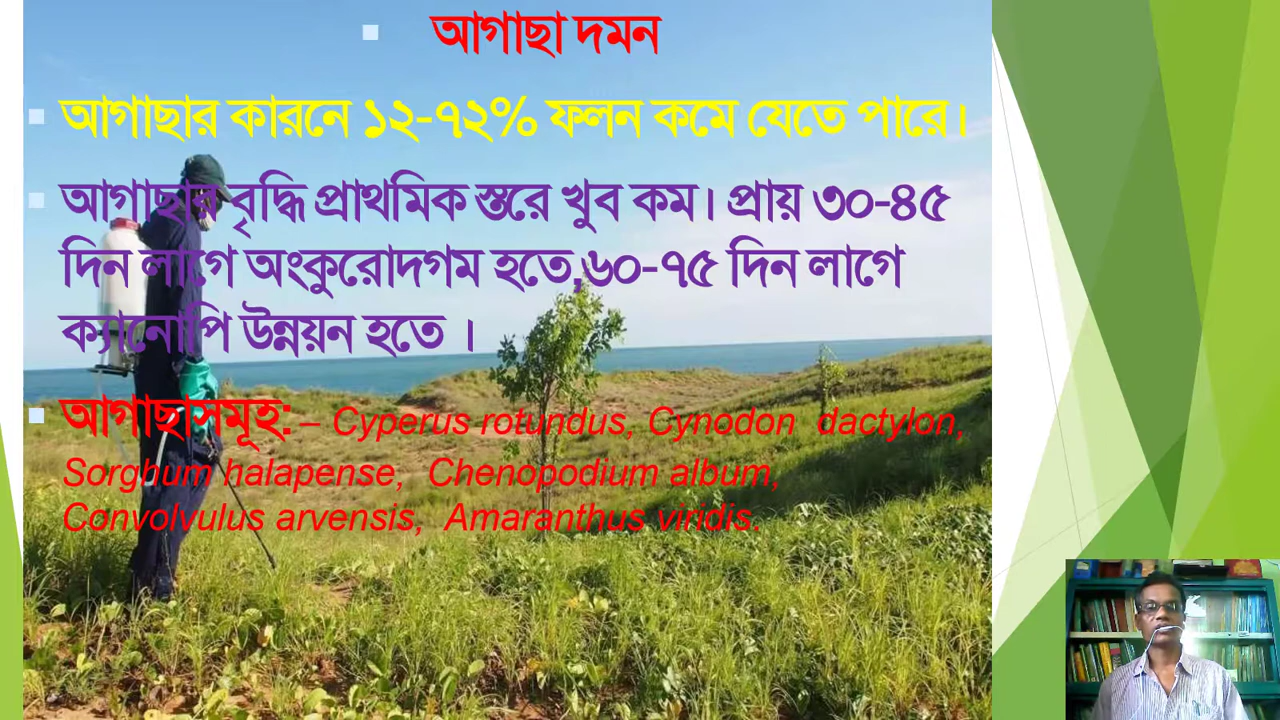 আগাছা দমন
আগাছার কারনে ১২-৭২% ফলন কমে যেতে পারে।
আগাছার বৃদ্ধি প্রাথমিক স্তরে খুব কম। প্রায় ৩০-৪৫
দিন লাগে অংকুরোদগম হতে,৬০-৭৫ দিন লাগে
ক্যানোপি উন্নয়ন হতে ।
আগাছাসমূহ: – Cyperus rotundus, Cynodon dactylon,
Sorghum halapense, Chenopodium album,
Convolvulus arvensis, Amaranthus viridis.